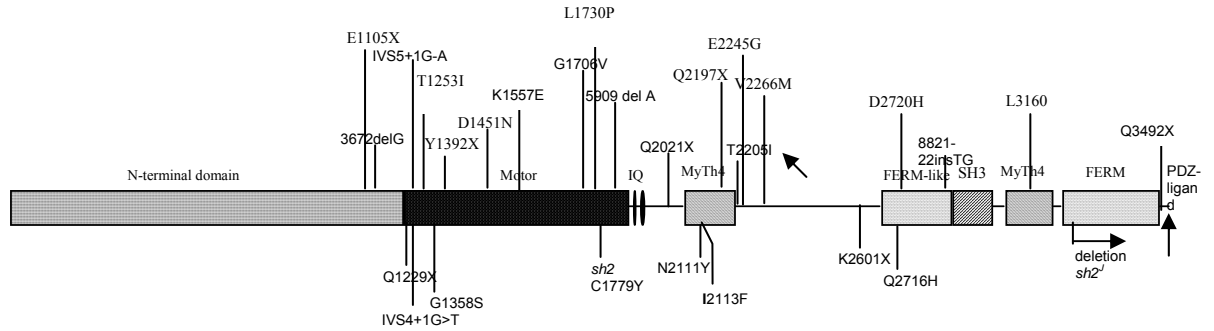 L1730P
E1105X
E2245G
IVS5+1G-A
G1706V
Q2197X
T1253I
V2266M
K1557E
5909 del A
D2720H
L3160
D1451N
Q3492X
3672delG
Y1392X
Q2021X
T2205I
8821-
22insTG
N-terminal domain
Motor
IQ
MyTh4
FERM-like
SH3
MyTh4
FERM
PDZ-
ligan
d
Q1229X
IVS4+1G>T
G1358S
sh2
C1779Y
N2111Y
I2113F
K2601X
Q2716H
deletion
sh2-J